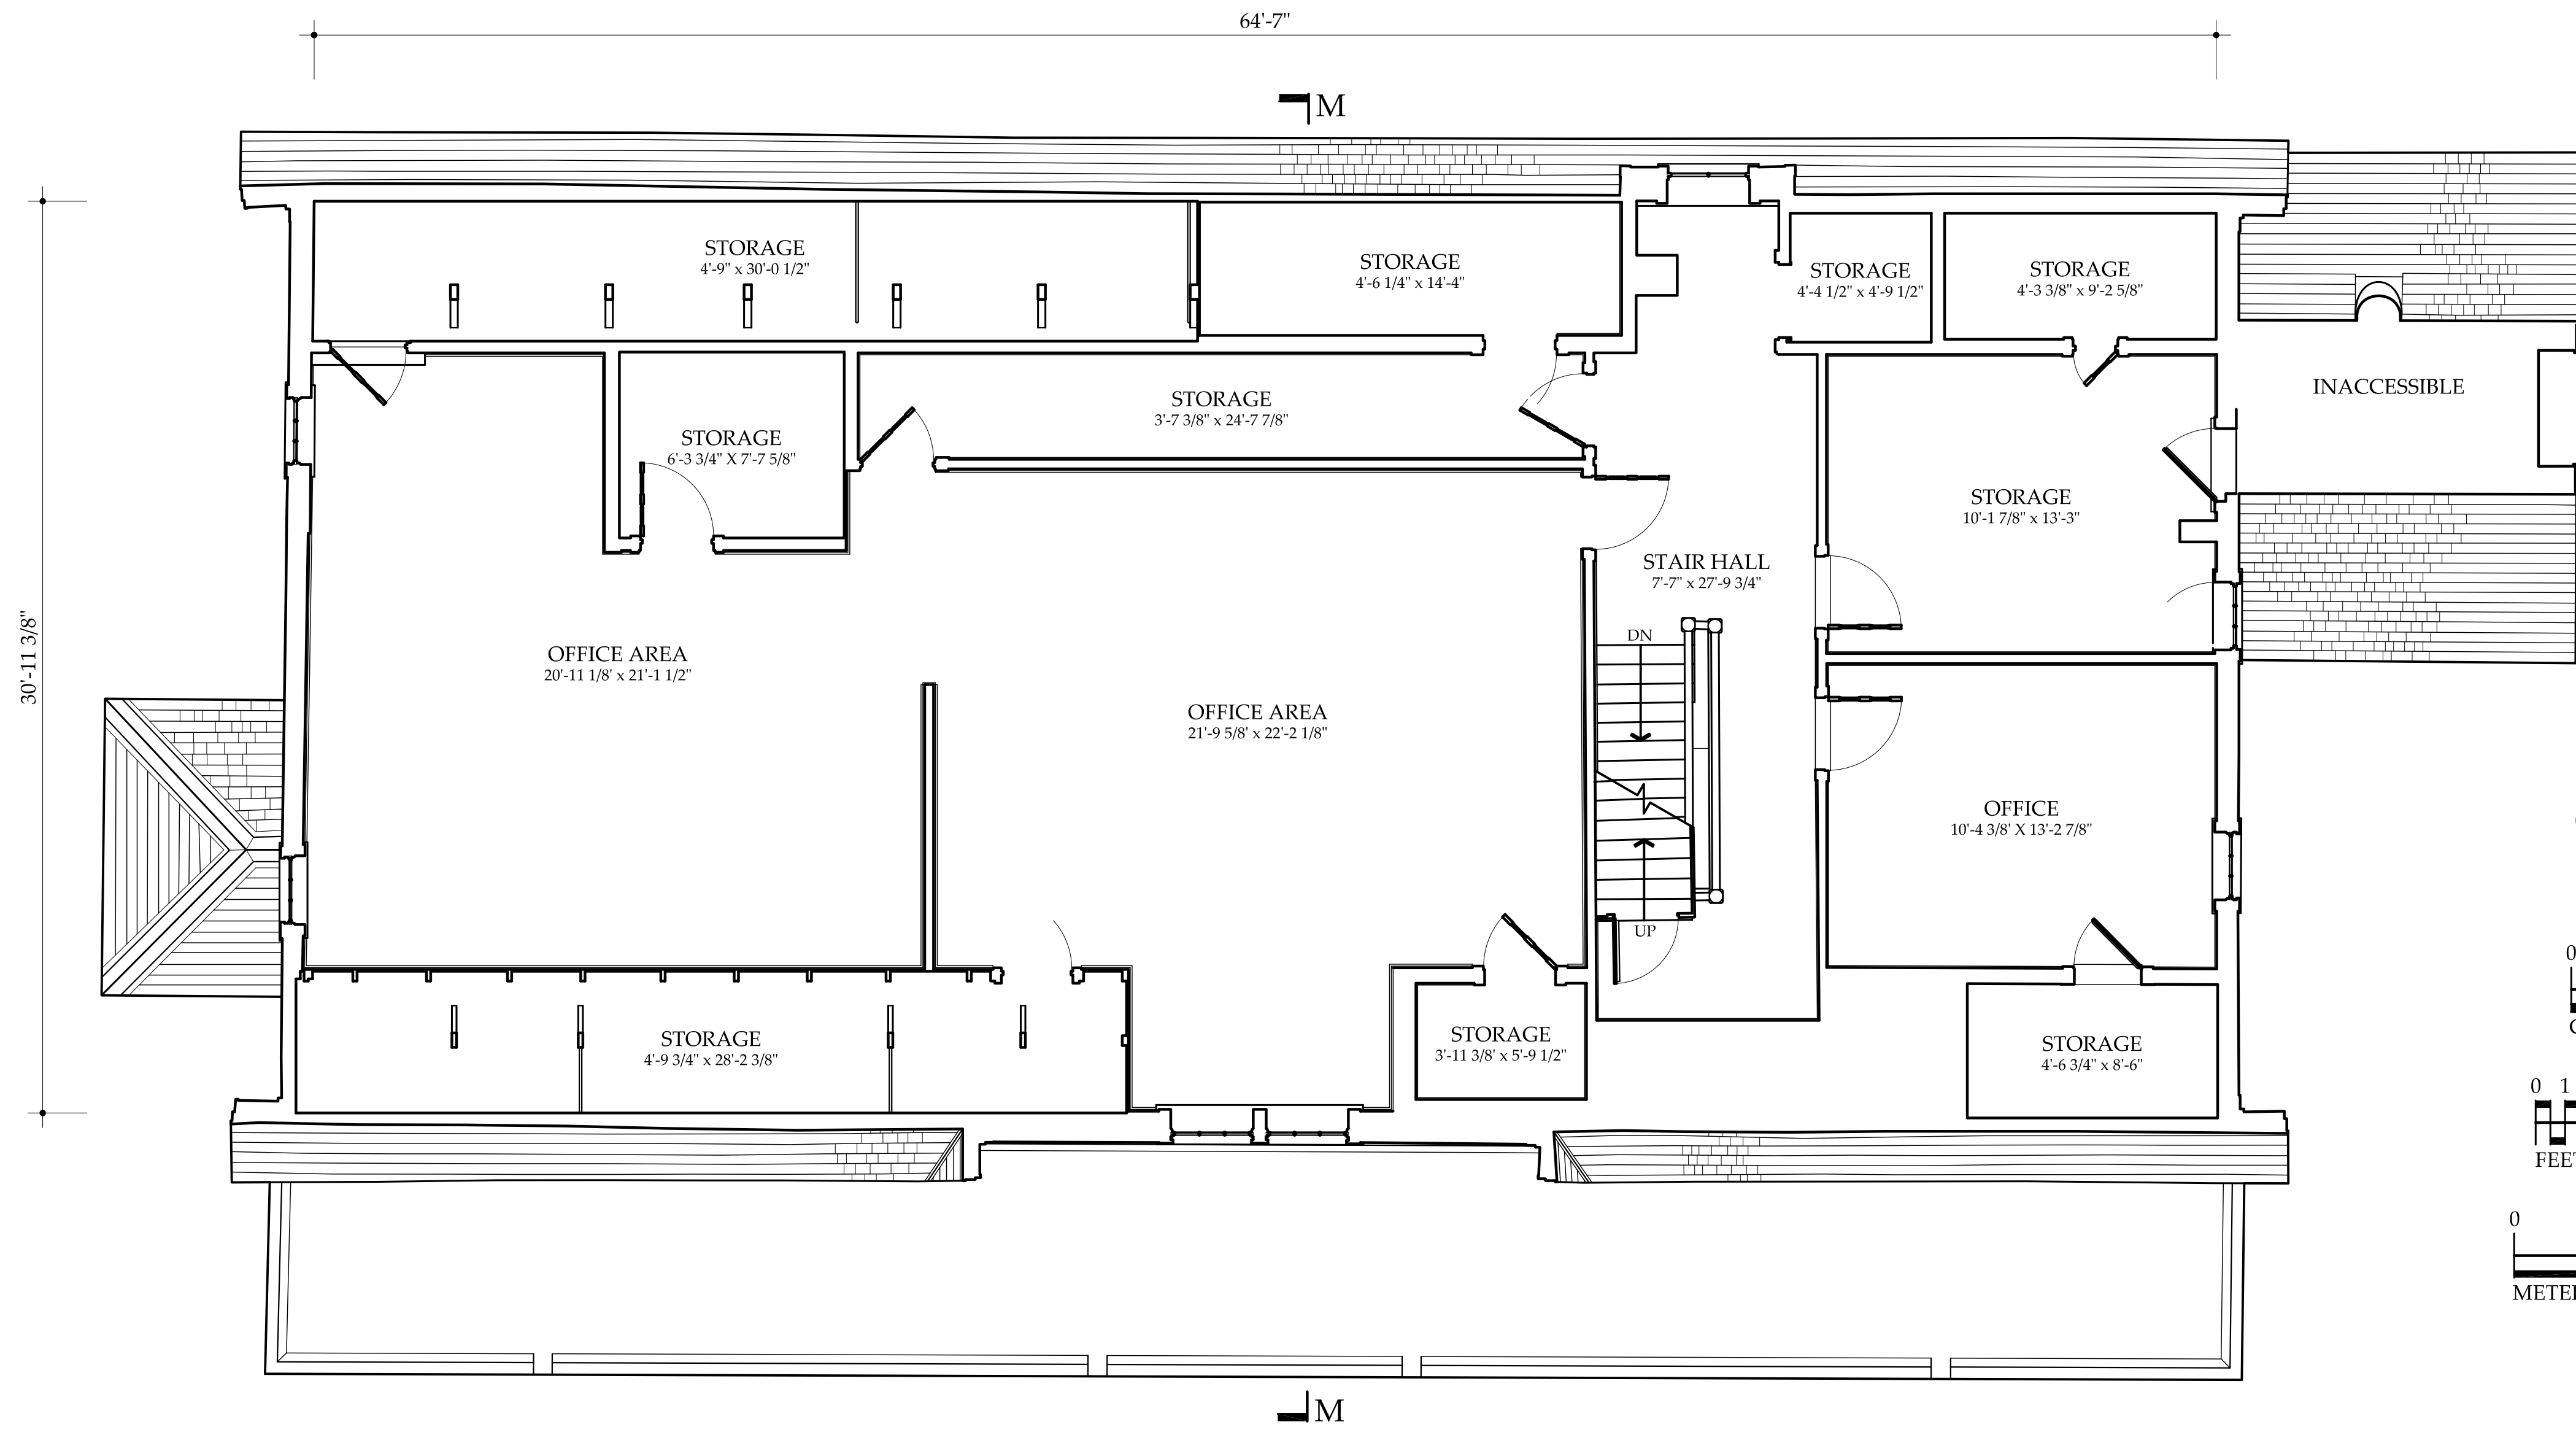 64'-7"
M
STORAGE
4'-9" x 30'-0 1/2"
STORAGE
4'-6 1/4" x 14'-4"
STORAGE
4'-4 1/2" x 4'-9 1/2"
STORAGE
4'-3 3/8" x 9'-2 5/8"
INACCESSIBLE
STORAGE
3'-7 3/8" x 24'-7 7/8"
STORAGE
6'-3 3/4" X 7'-7 5/8"
STORAGE
10'-1 7/8" x 13'-3"
STAIR HALL
7'-7" x 27'-9 3/4"
30'-11 3/8"
DN
OFFICE AREA
20'-11 1/8' x 21'-1 1/2"
OFFICE AREA
21'-9 5/8' x 22'-2 1/8"
OFFICE
10'-4 3/8' X 13'-2 7/8"
UP
STORAGE
4'-9 3/4" x 28'-2 3/8"
STORAGE
3'-11 3/8' x 5'-9 1/2"
STORAGE
4'-6 3/4" x 8'-6"
0
0 1
FEET
0
METE
M